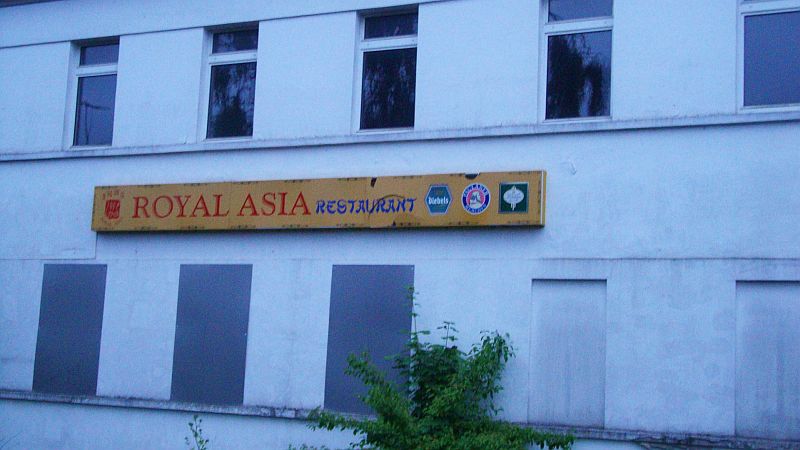 ROYAL ASIA RESTAURANT
Diebels